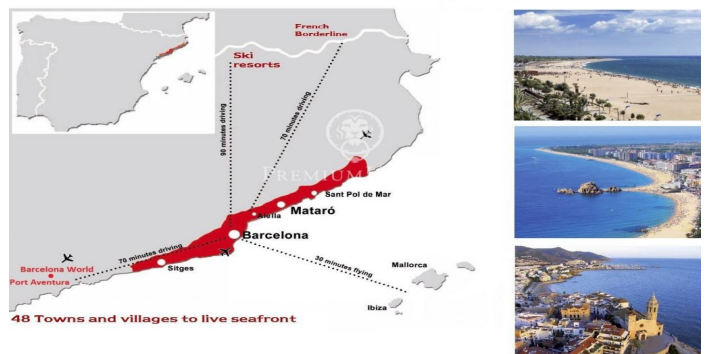 French
Borderline
Ski
resorts
90 minutes driving
70 minutes driving
PREMIUM
Sant Pol de Mar
Alella
Mataró
Barcelona
70 minutes driving
30 minutes flying
Barcelona World
Port Aventura
Sitges
Mallorca
Ibiza
48 Towns and villages to live seafront